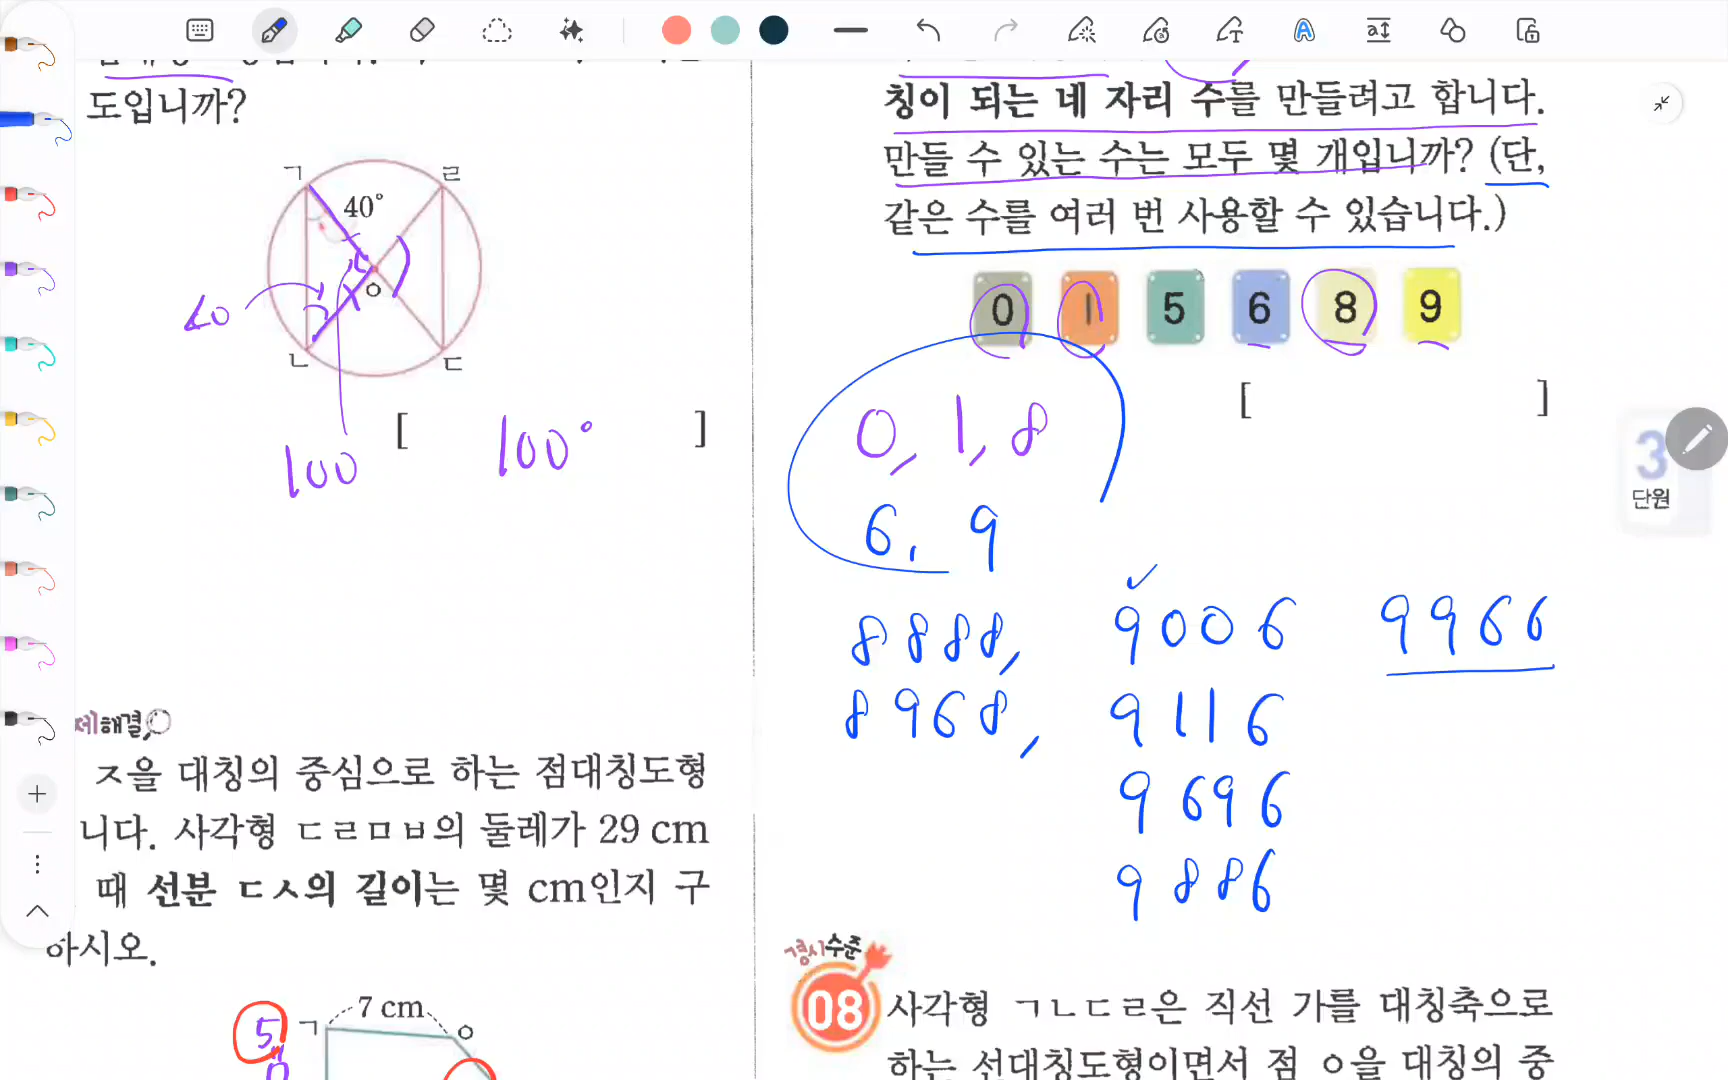 도입니까?
ㄱ
ㄹ
40°
ㅇ
40
ㄴ
ㄷ
[ 100° ]
100
제해결
ㅈ을 대칭의 중심으로 하는 점대칭도형
니다. 사각형 ㄷㄹㅁㅂ의 둘레가 29 cm
때 선분 ㄷㅅ의 길이는 몇 cm인지 구
하시오.
7 cm
5
ㄱ
ㅇ
칭이 되는 네 자리 수를 만들려고 합니다.
만들 수 있는 수는 모두 몇 개입니까? (단,
같은 수를 여러 번 사용할 수 있습니다.)
0 1 5 6 8 9
[ ]
0, 1, 8
6, 9
8888, 9006 9966
8968, 9116
9696
9886
경시수준
08
사각형 ㄱㄴㄷㄹ은 직선 가를 대칭축으로
하는 선대칭도형이면서 점 ㅇ을 대칭의 중
3
단원